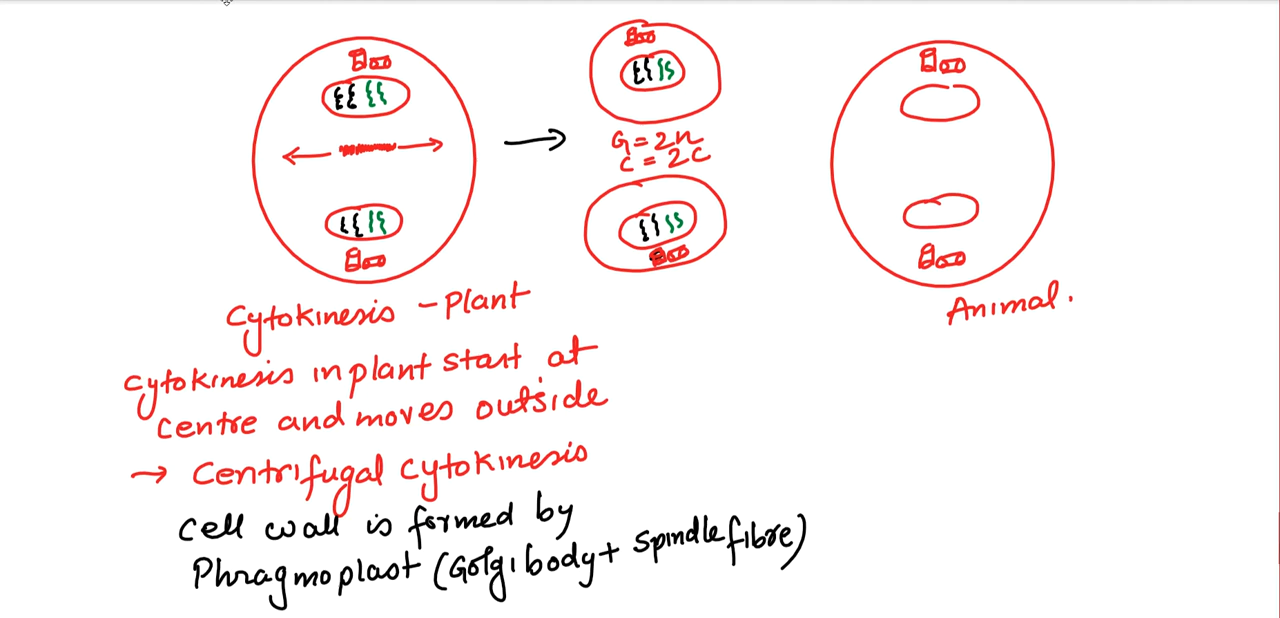 G = 2n
C = 2C
Cytokinesis - Plant
Animal.
Cytokinesis in plant start at
centre and moves outside
→ Centrifugal cytokinesis
Cell wall is formed by
Phragmoplast (Golgi body + spindle fibre)